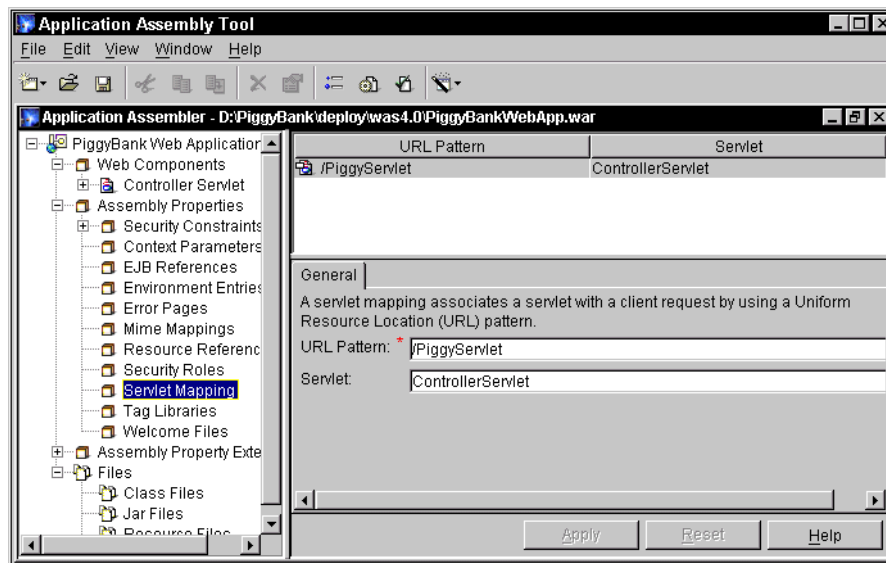 Application Assembly Tool
File Edit View Window Help
Application Assembler - D:\PiggyBank\deploy\was4.0\PiggyBankWebApp.war
PiggyBank Web Application
Web Components
Controller Servlet
Assembly Properties
Security Constraints
Context Parameters
EJB References
Environment Entries
Error Pages
Mime Mappings
Resource Referenc
Security Roles
Servlet Mapping
Tag Libraries
Welcome Files
Assembly Property Exte
Files
Class Files
Jar Files
Resource Files
URL Pattern Servlet
/PiggyServlet ControllerServlet
General
A servlet mapping associates a servlet with a client request by using a Uniform
Resource Location (URL) pattern.
URL Pattern: * /PiggyServlet
Servlet: ControllerServlet
Apply Reset Help